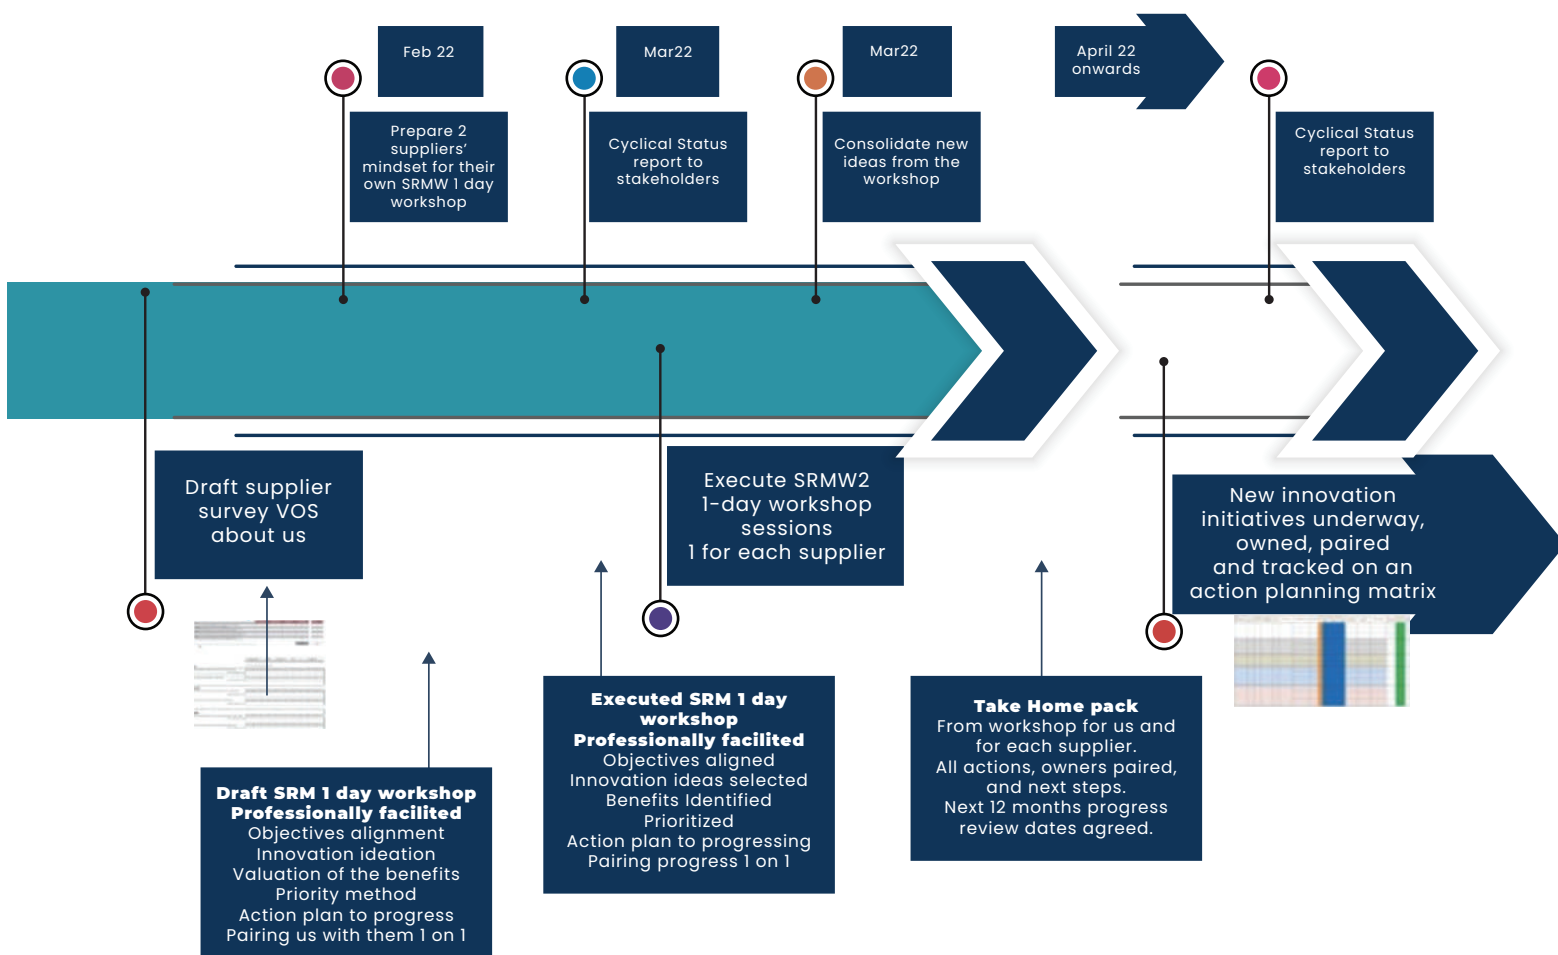 Feb 22
Mar22
Mar22
April 22
onwards
Prepare 2
suppliers’
mindset for their
own SRMW 1 day
workshop
Cyclical Status
report to
stakeholders
Consolidate new
ideas from the
workshop
Cyclical Status
report to
stakeholders
Draft supplier
survey VOS
about us
Execute SRMW2
1-day workshop
sessions
1 for each supplier
New innovation
initiatives underway,
owned, paired
and tracked on an
action planning matrix
Draft SRM 1 day workshop
Professionally facilited
Objectives alignment
Innovation ideation
Valuation of the benefits
Priority method
Action plan to progress
Pairing us with them 1 on 1
Executed SRM 1 day
workshop
Professionally facilited
Objectives aligned
Innovation ideas selected
Benefits Identified
Prioritized
Action plan to progressing
Pairing progress 1 on 1
Take Home pack
From workshop for us and
for each supplier.
All actions, owners paired,
and next steps.
Next 12 months progress
review dates agreed.